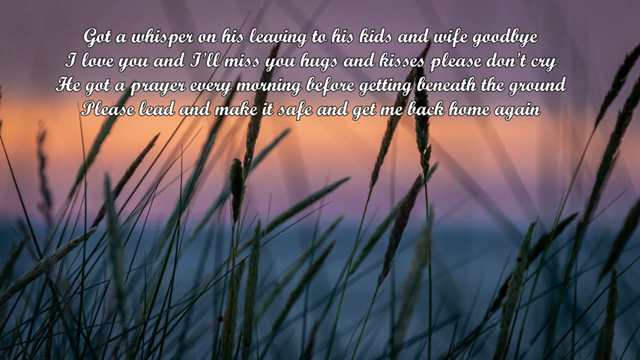 Got a whisper on his leaving to his kids and wife goodbye
I love you and I'll miss you hugs and kisses please don't cry
He got a prayer every morning before getting beneath the ground
Please lead and make it safe and get me back home again